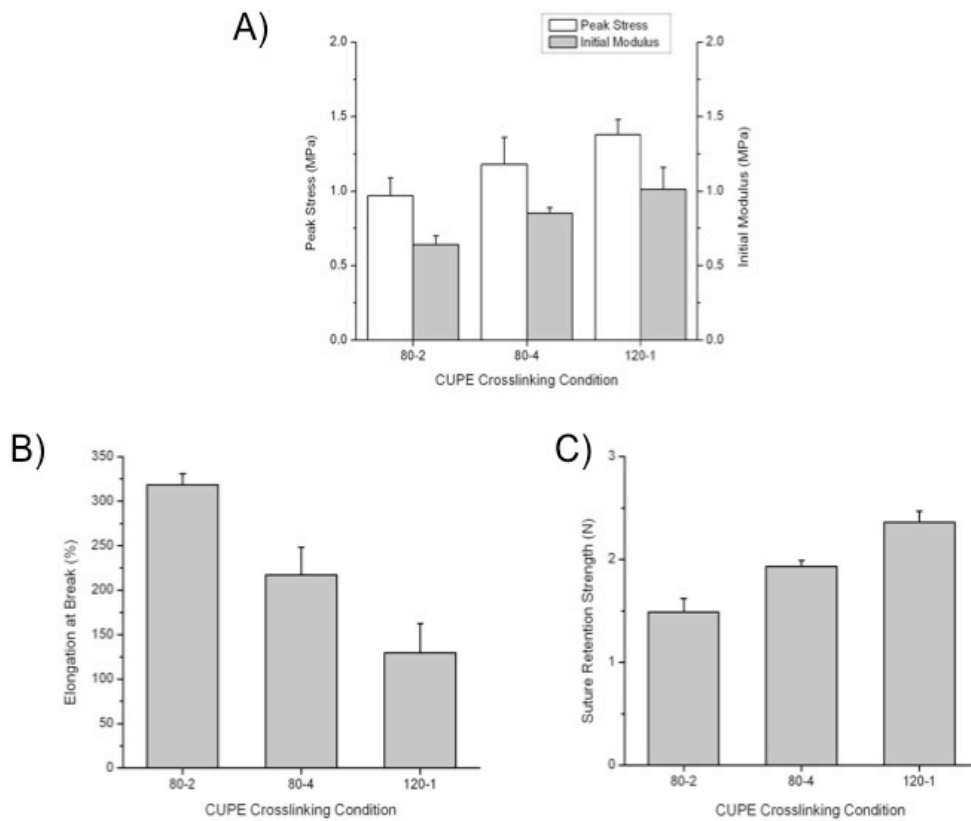 A)
Peak Stress
Initial Modulus
2.0
1.5
1.0
0.5
0.0
Peak Stress (MPa)
2.0
1.5
1.0
0.5
0.0
Initial Modulus (MPa)
80-2 80-4 120-1
CUPE Crosslinking Condition
B)
350
300
250
200
150
100
50
0
Elongation at Break (%)
80-2 80-4 120-1
CUPE Crosslinking Condition
C)
3
2
1
0
Suture Retention Strength (N)
80-2 80-4 120-1
CUPE Crosslinking Condition